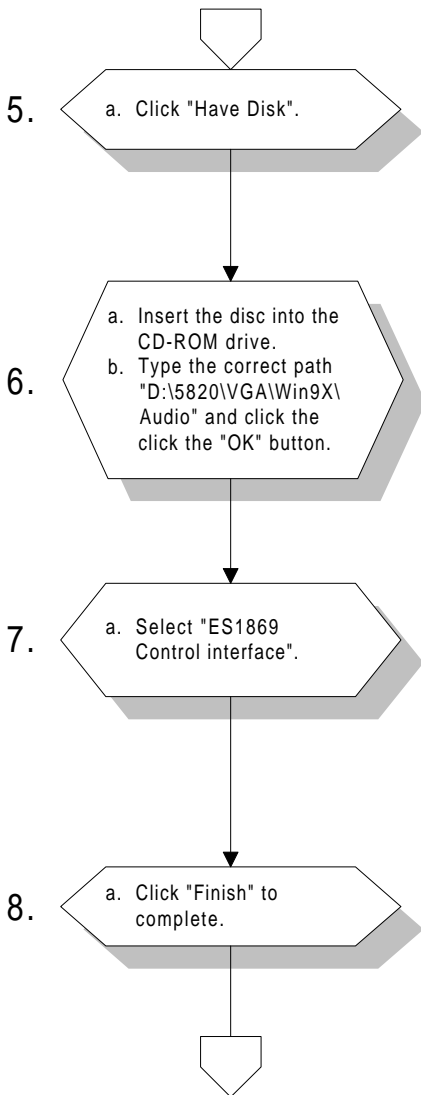 5.
a. Click "Have Disk".
6.
a. Insert the disc into the
CD-ROM drive.
b. Type the correct path
"D:\5820\VGA\Win9X\
Audio" and click the
click the "OK" button.
7.
a. Select "ES1869
Control interface".
8.
a. Click "Finish" to
complete.